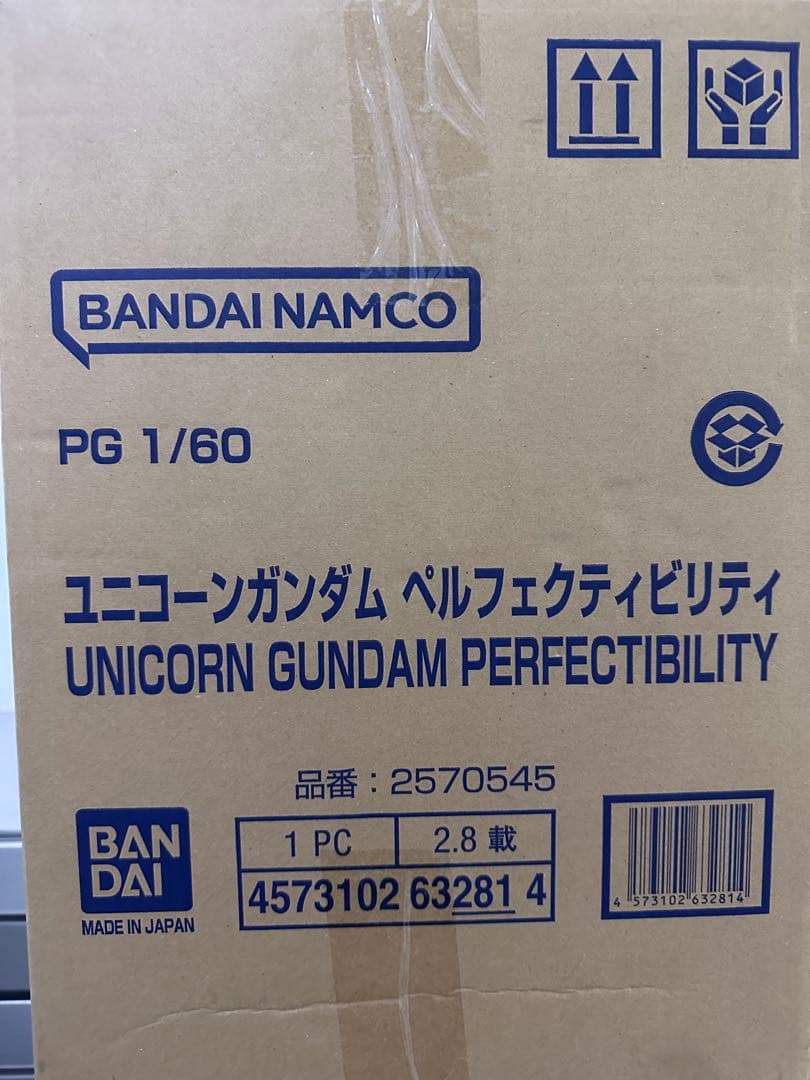 BANDAI NAMCO
PG 1/60
ユニコーンガンダム ペルフェクティビリティ
UNICORN GUNDAM PERFECTIBILITY
品番：2570545
BAN
DAI
MADE IN JAPAN
1 PC
2.8 載
4573102 63281 4
4 573102 632814